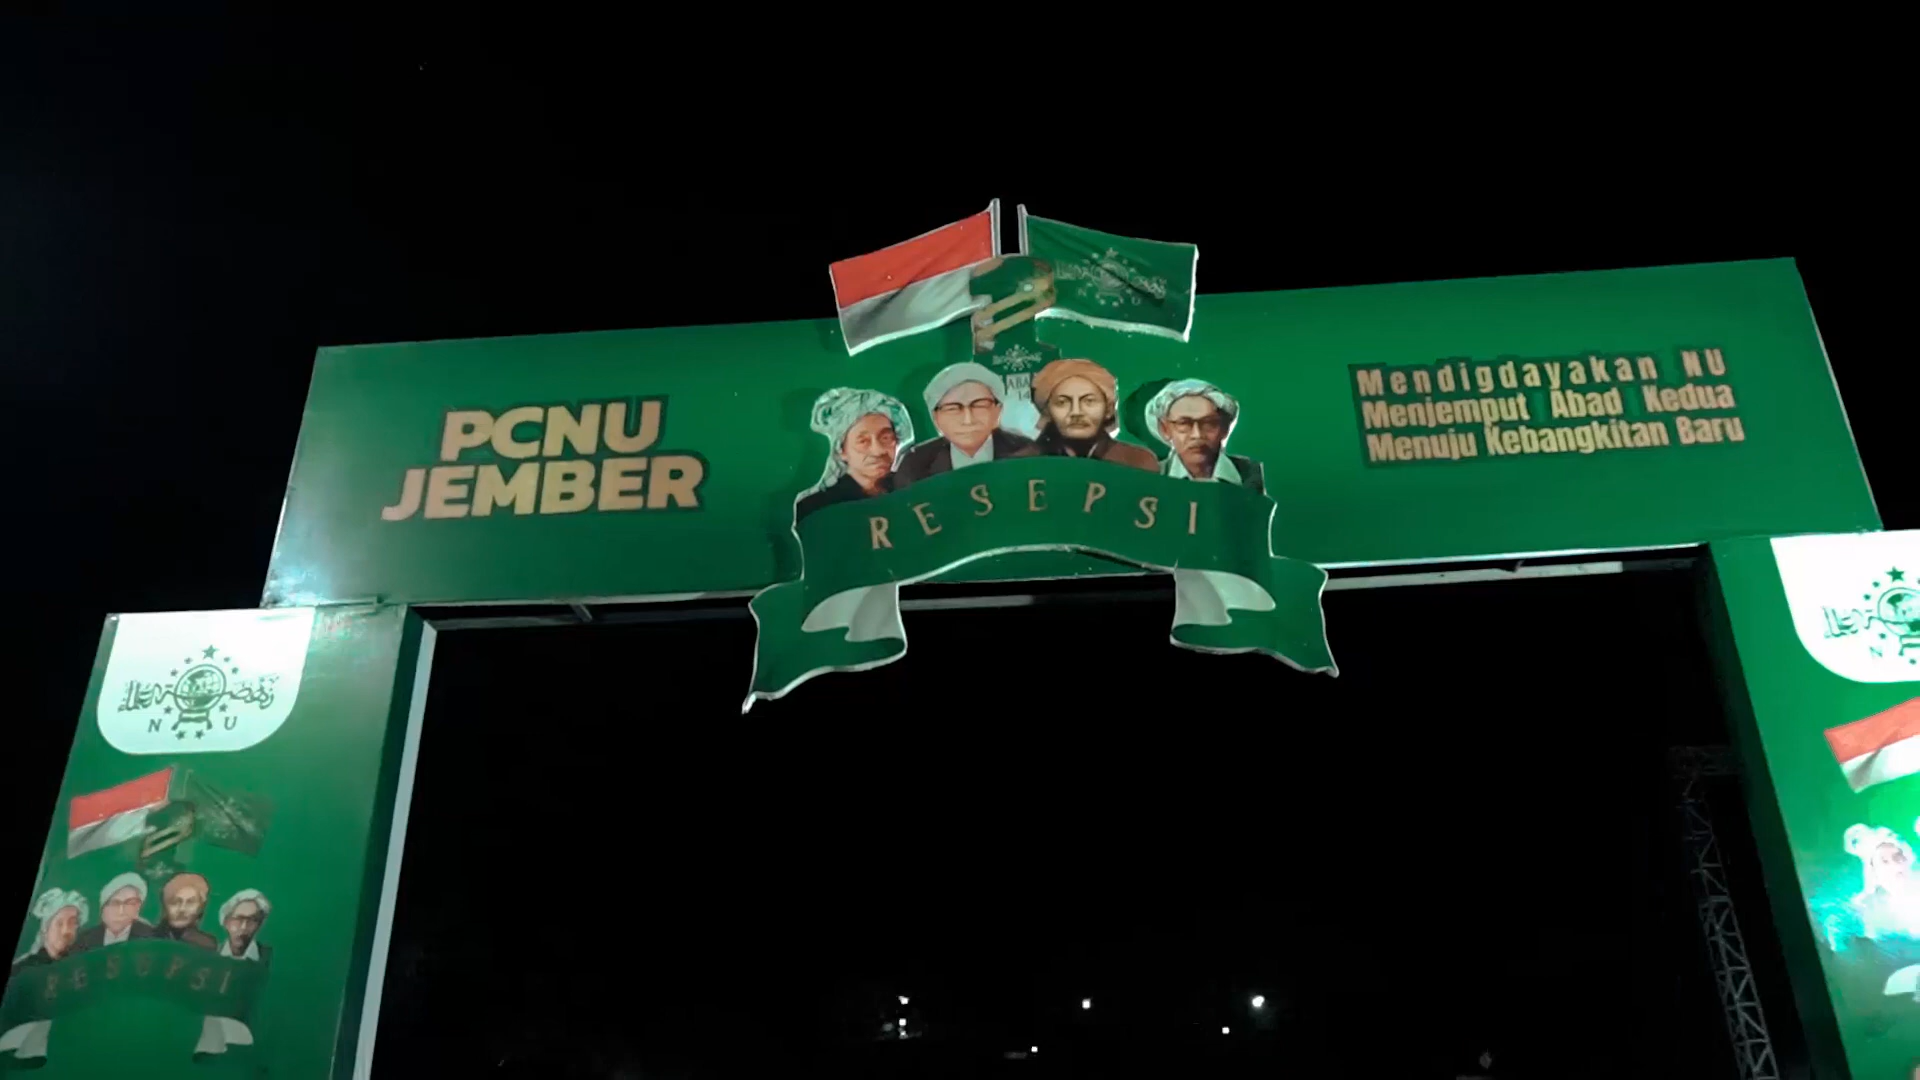 PCNU
JEMBER
RESEPSI
Mendigdayakan NU
Menjemput Abad Kedua
Menuju Kebangkitan Baru
N U
N U
RESEPSI